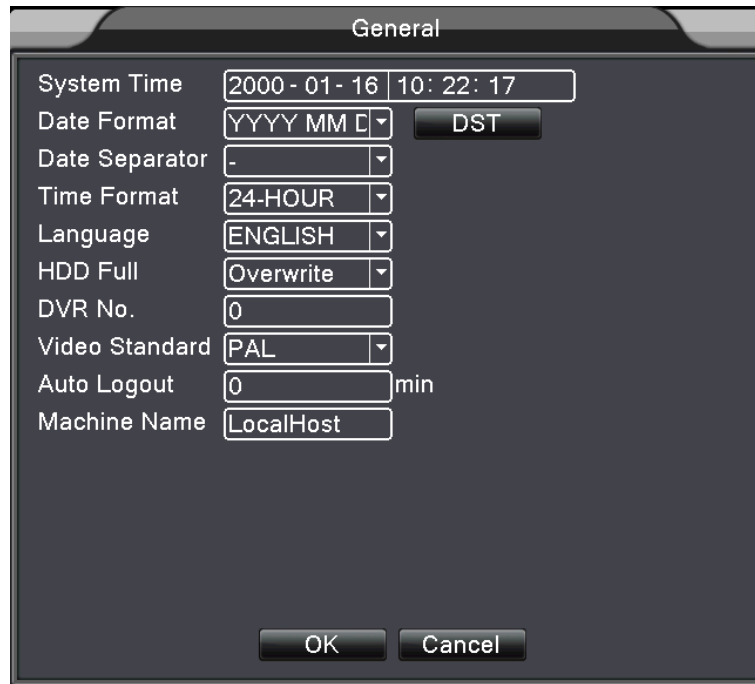 General
System Time 2000-01-16 10:22:17
Date Format YYYY MM D DST
Date Separator -
Time Format 24-HOUR
Language ENGLISH
HDD Full Overwrite
DVR No. 0
Video Standard PAL
Auto Logout 0 min
Machine Name LocalHost
OK Cancel